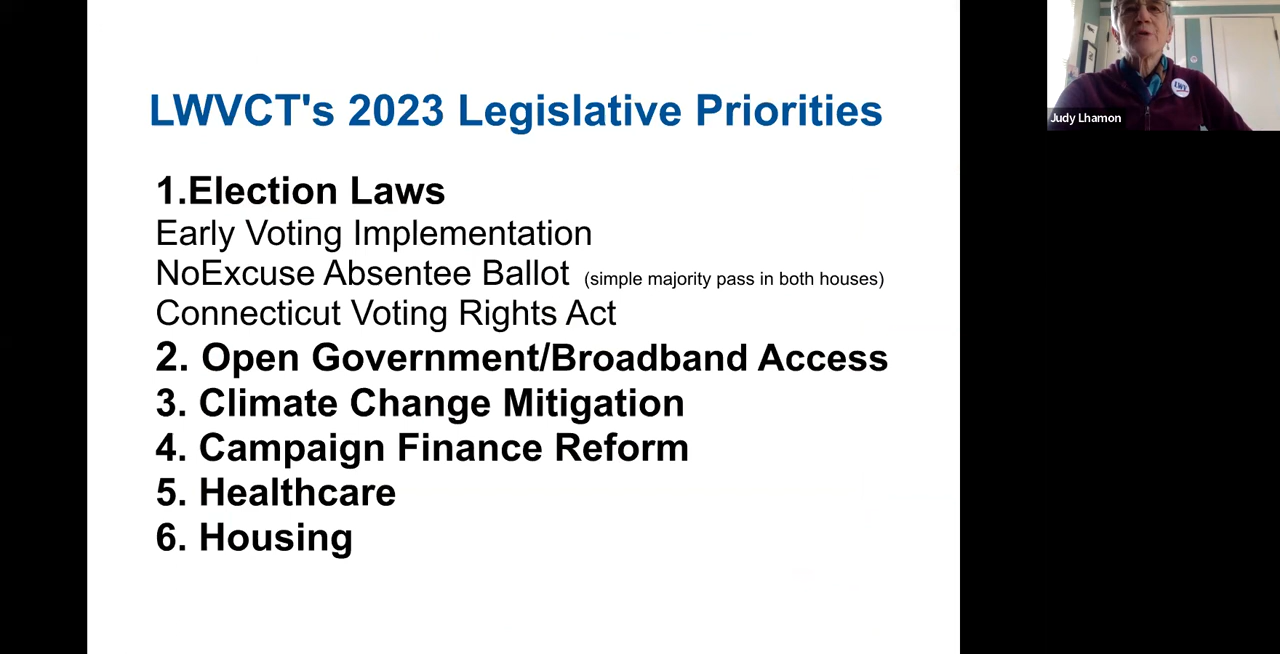 LWVCT's 2023 Legislative Priorities
1.Election Laws
Early Voting Implementation
NoExcuse Absentee Ballot (simple majority pass in both houses)
Connecticut Voting Rights Act
2. Open Government/Broadband Access
3. Climate Change Mitigation
4. Campaign Finance Reform
5. Healthcare
6. Housing
Judy Lhamon
LWV